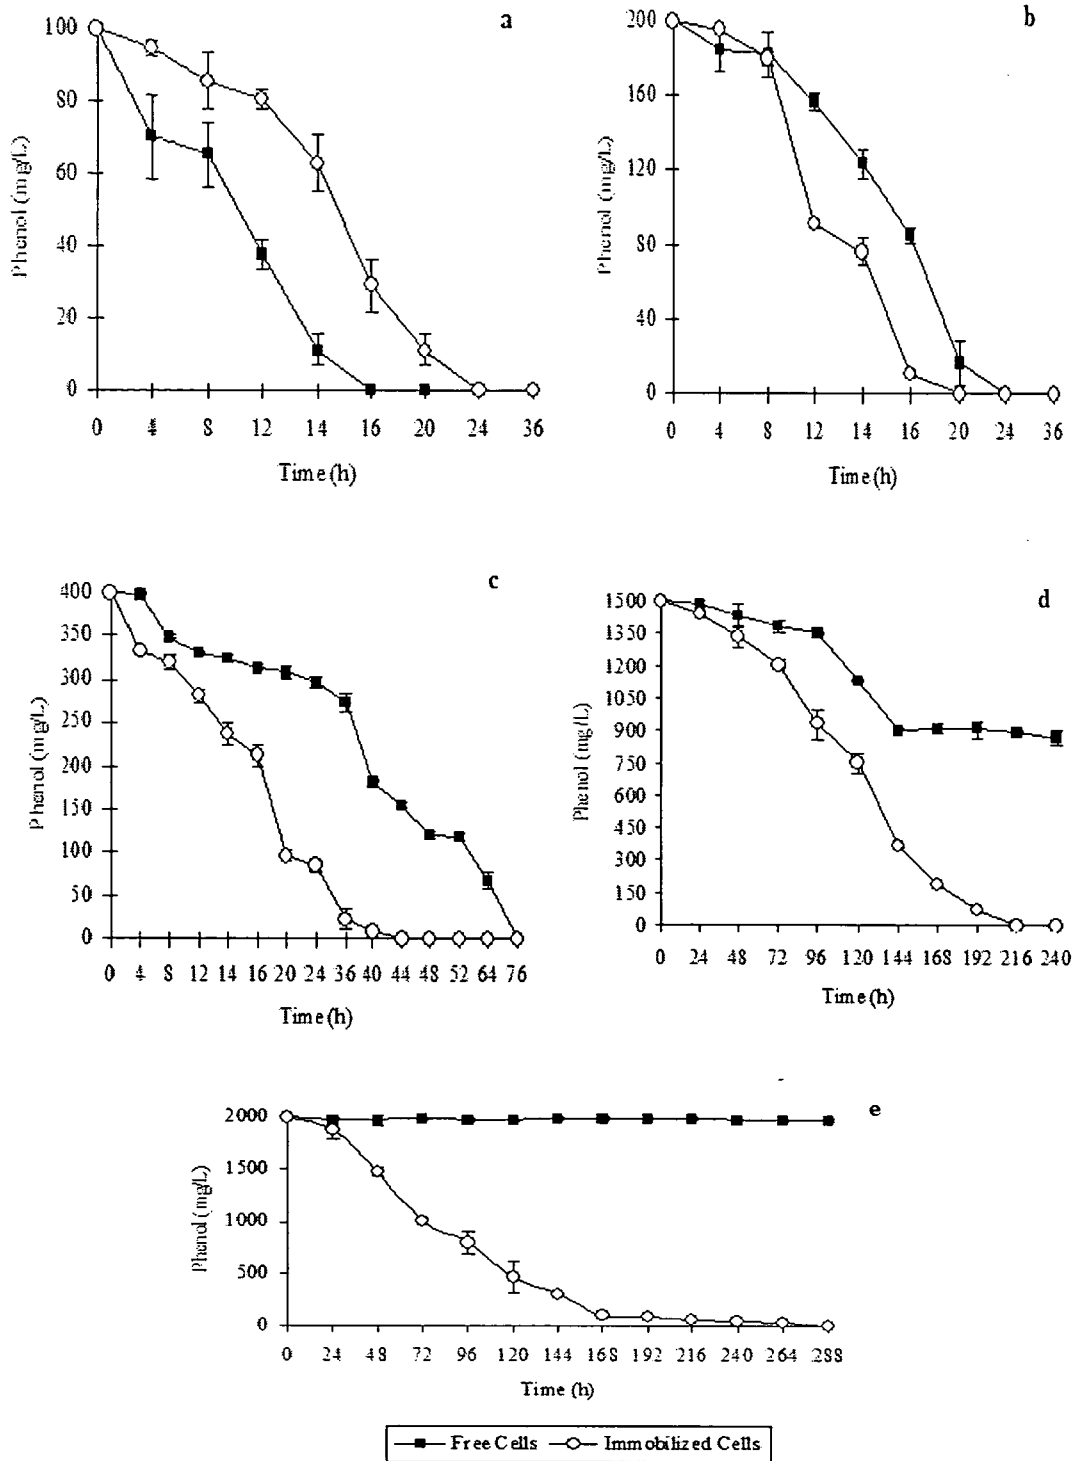 a
100
80
60
40
20
0
Phenol (mg/L)
0 4 8 12 14 16 20 24 36
Time (h)
b
200
160
120
80
40
0
Phenol (mg/L)
0 4 8 12 14 16 20 24 36
Time (h)
c
400
350
300
250
200
150
100
50
0
Phenol (mg/L)
0 4 8 12 14 16 20 24 36 40 44 48 52 64 76
Time (h)
d
1500
1350
1200
1050
900
750
600
450
300
150
0
Phenol (mg/L)
0 24 48 72 96 120 144 168 192 216 240
Time (h)
e
2000
1500
1000
500
0
Phenol (mg/L)
0 24 48 72 96 120 144 168 192 216 240 264 288
Time (h)
Free Cells Immobilized Cells